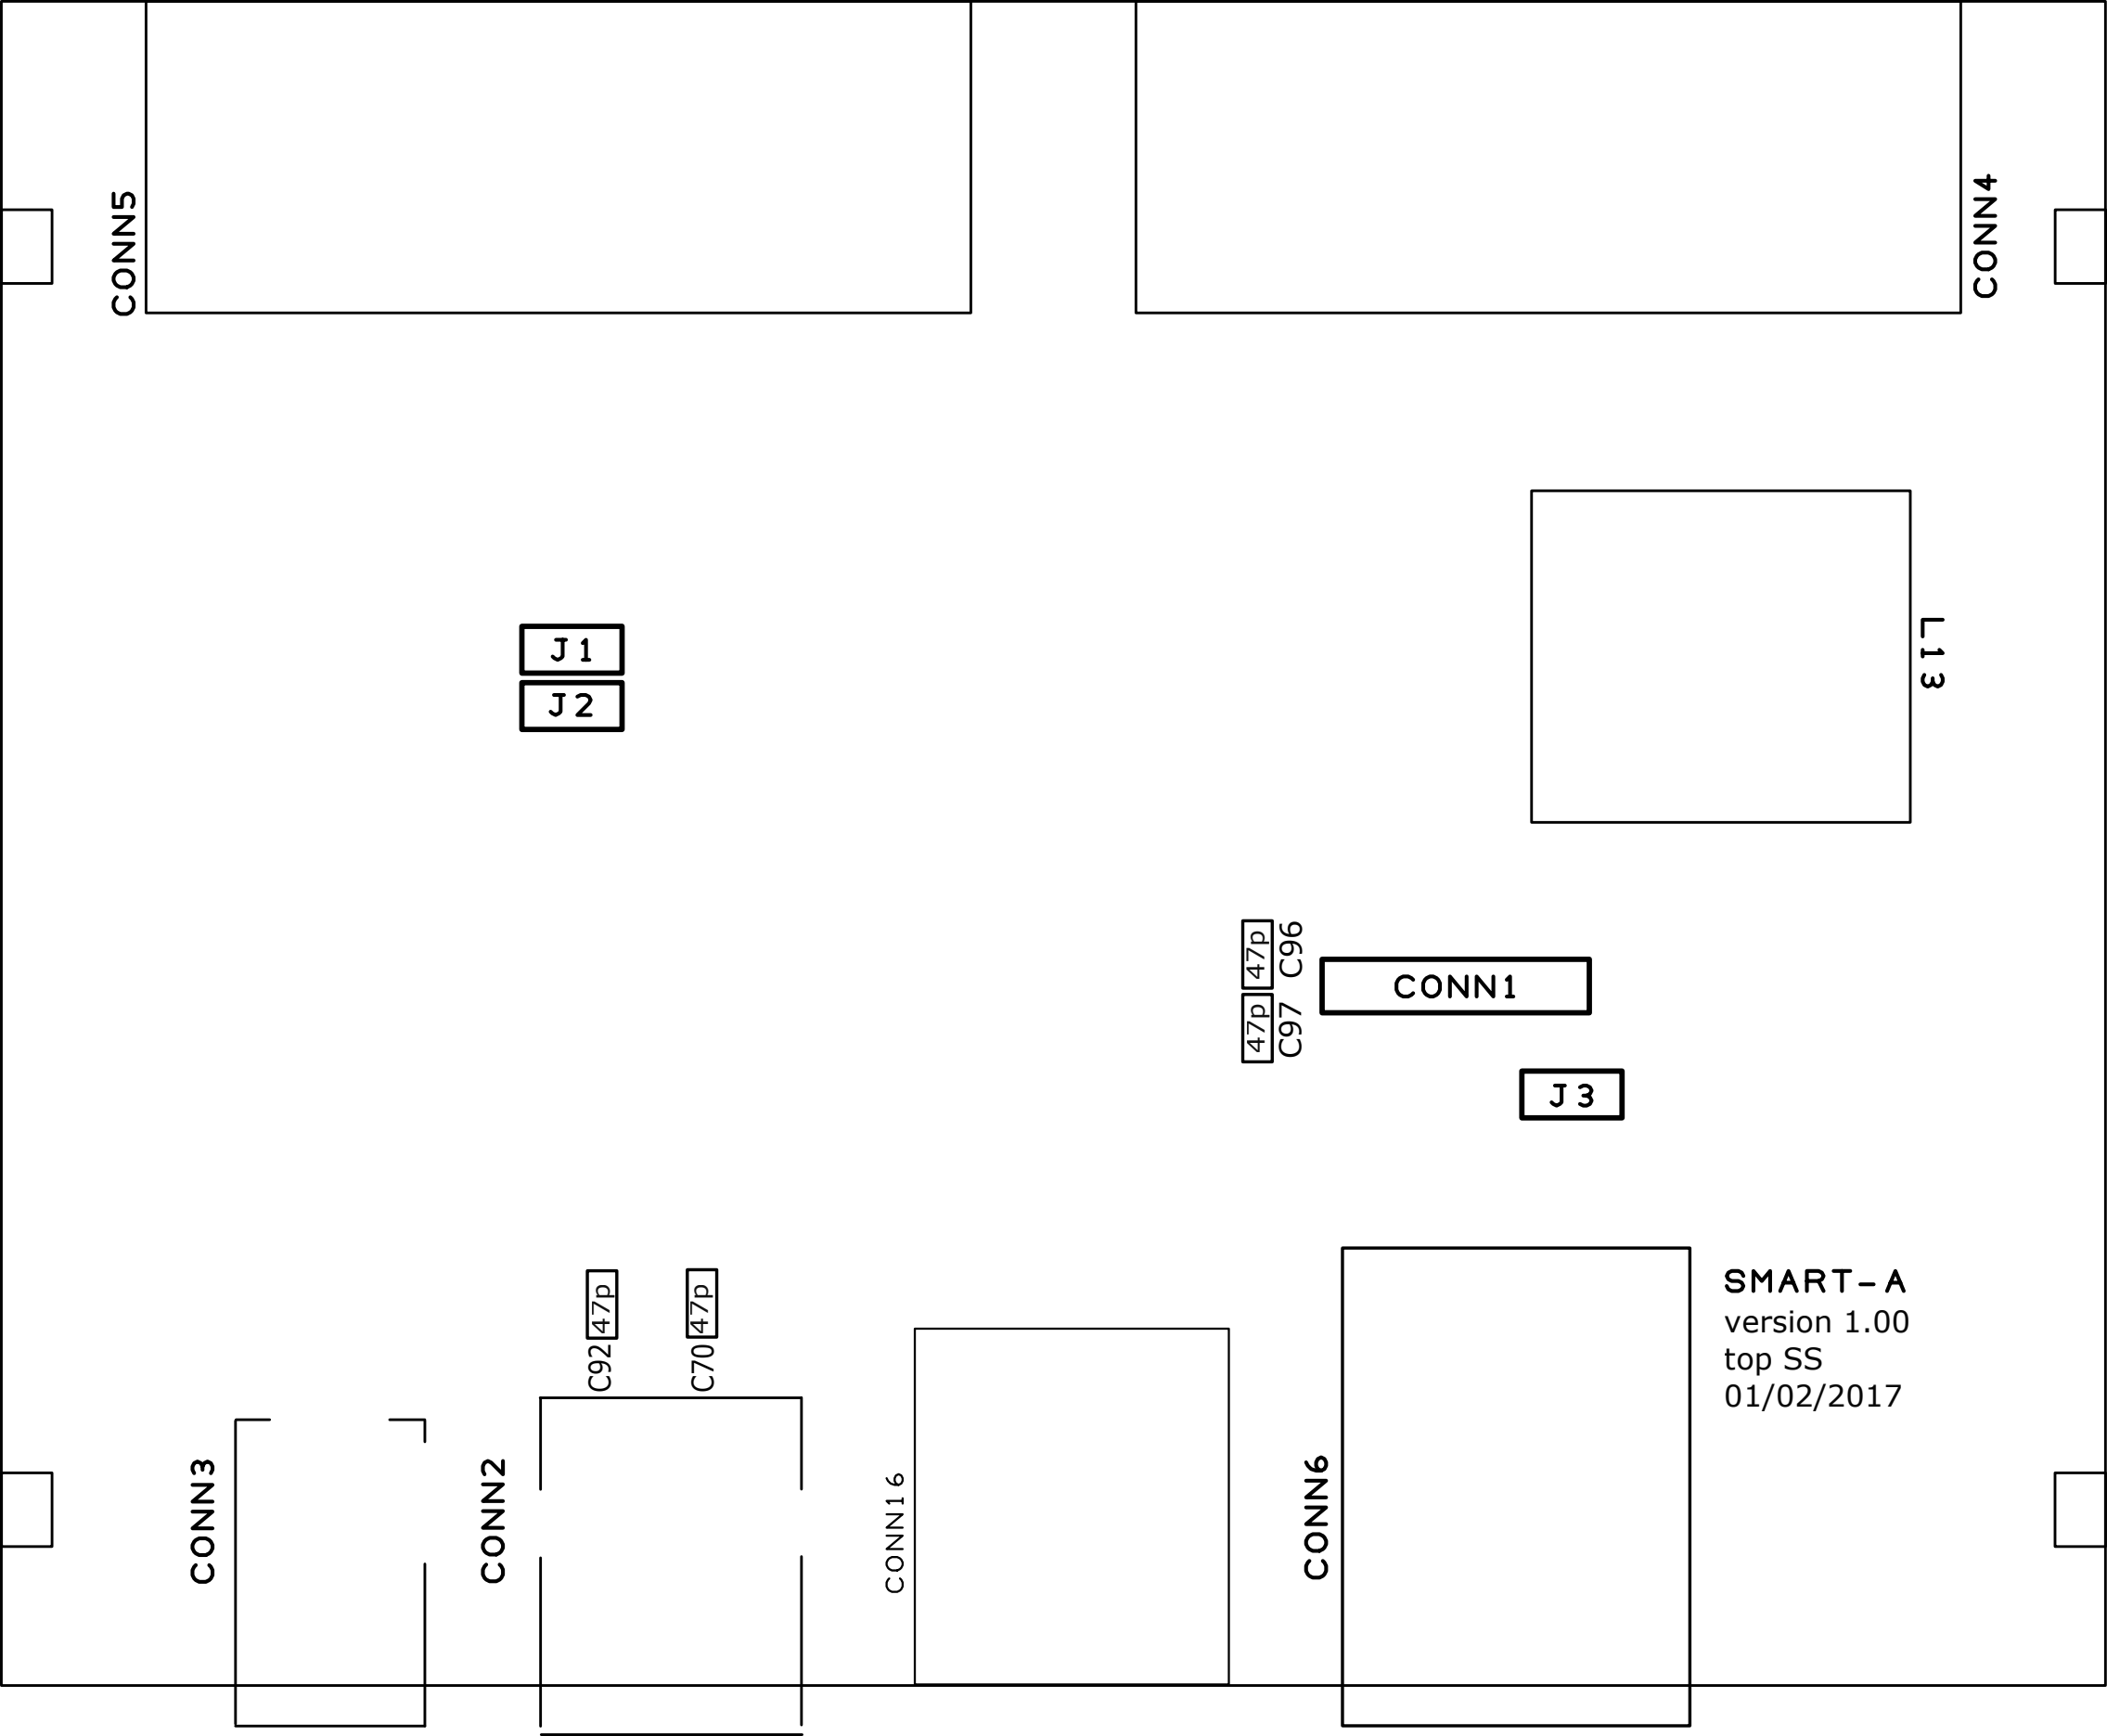 CONN5
CONN4
J1
J2
L13
47p
C96
CONN1
47p
C97
J3
47p
C92
47p
C70
SMART-A
version 1.00
top SS
01/02/2017
CONN3
CONN2
CONN16
CONN6